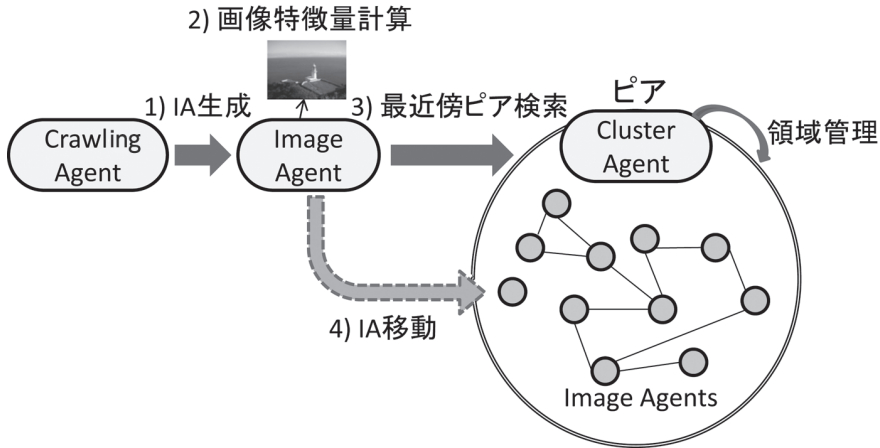 2) 画像特徴量計算
1) IA生成
3) 最近傍ピア検索
ピア
Crawling
Agent
Image
Agent
Cluster
Agent
領域管理
4) IA移動
Image Agents